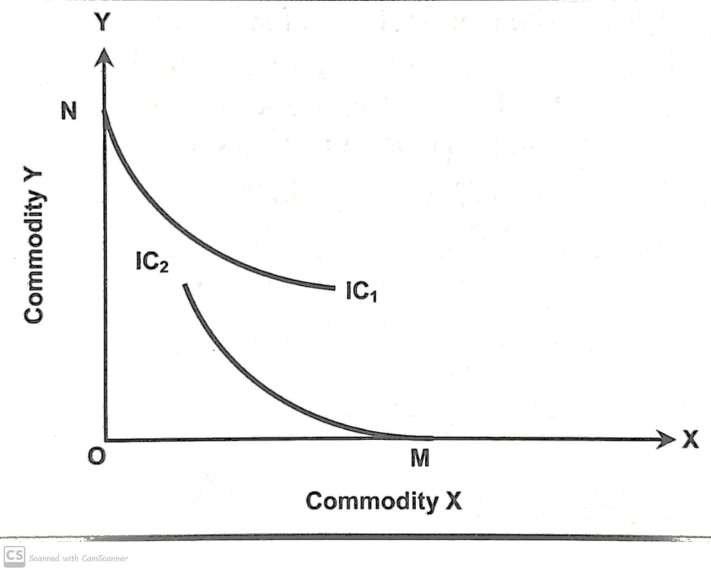 Y
N
Commodity Y
IC₂
IC₁
O
M
X
Commodity X
CS Scanned with CamScanner